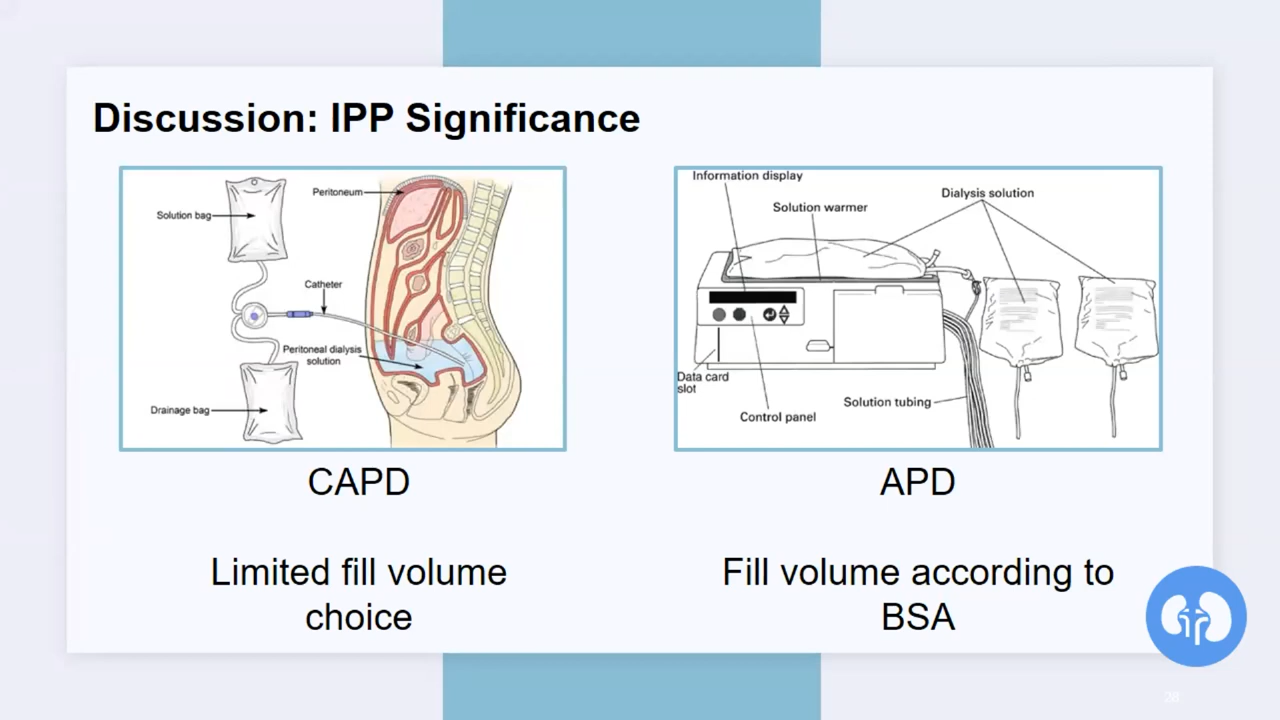 Discussion: IPP Significance
Peritoneum
Solution bag
Catheter
Peritoneal dialysis
solution
Drainage bag
Information display
Solution warmer
Dialysis solution
Data card
slot
Control panel
Solution tubing
CAPD
APD
Limited fill volume
choice
Fill volume according to
BSA
28